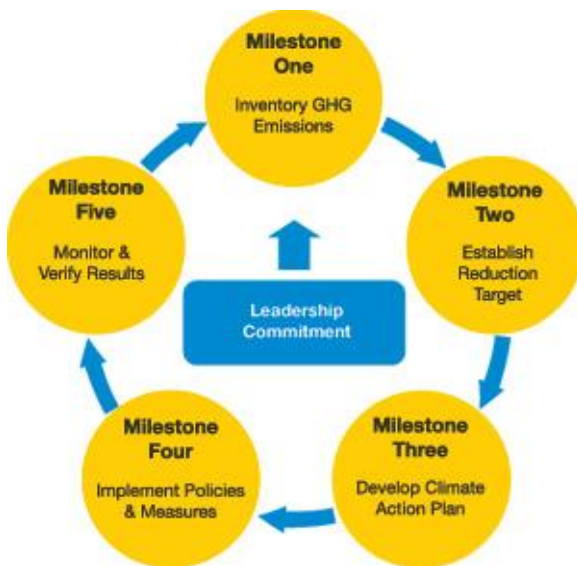 Milestone
One
Inventory GHG
Emissions
Milestone
Two
Establish
Reduction
Target
Milestone
Three
Develop Climate
Action Plan
Milestone
Four
Implement Policies
& Measures
Milestone
Five
Monitor &
Verify Results
Leadership
Commitment